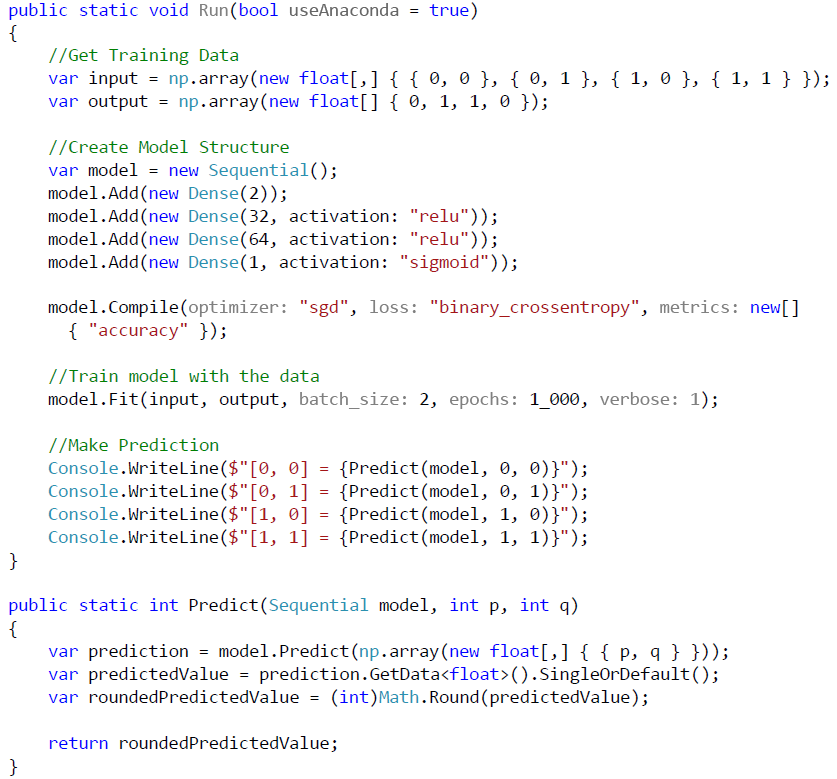 public static void Run(bool useAnaconda = true)
{
    //Get Training Data
    var input = np.array(new float[,] { { 0, 0 }, { 0, 1 }, { 1, 0 }, { 1, 1 } });
    var output = np.array(new float[] { 0, 1, 1, 0 });

    //Create Model Structure
    var model = new Sequential();
    model.Add(new Dense(2));
    model.Add(new Dense(32, activation: "relu"));
    model.Add(new Dense(64, activation: "relu"));
    model.Add(new Dense(1, activation: "sigmoid"));

    model.Compile(optimizer: "sgd", loss: "binary_crossentropy", metrics: new[]
      { "accuracy" });

    //Train model with the data
    model.Fit(input, output, batch_size: 2, epochs: 1_000, verbose: 1);

    //Make Prediction
    Console.WriteLine($"[0, 0] = {Predict(model, 0, 0)}");
    Console.WriteLine($"[0, 1] = {Predict(model, 0, 1)}");
    Console.WriteLine($"[1, 0] = {Predict(model, 1, 0)}");
    Console.WriteLine($"[1, 1] = {Predict(model, 1, 1)}");
}

public static int Predict(Sequential model, int p, int q)
{
    var prediction = model.Predict(np.array(new float[,] { { p, q } }));
    var predictedValue = prediction.GetData<float>().SingleOrDefault();
    var roundedPredictedValue = (int)Math.Round(predictedValue);

    return roundedPredictedValue;
}